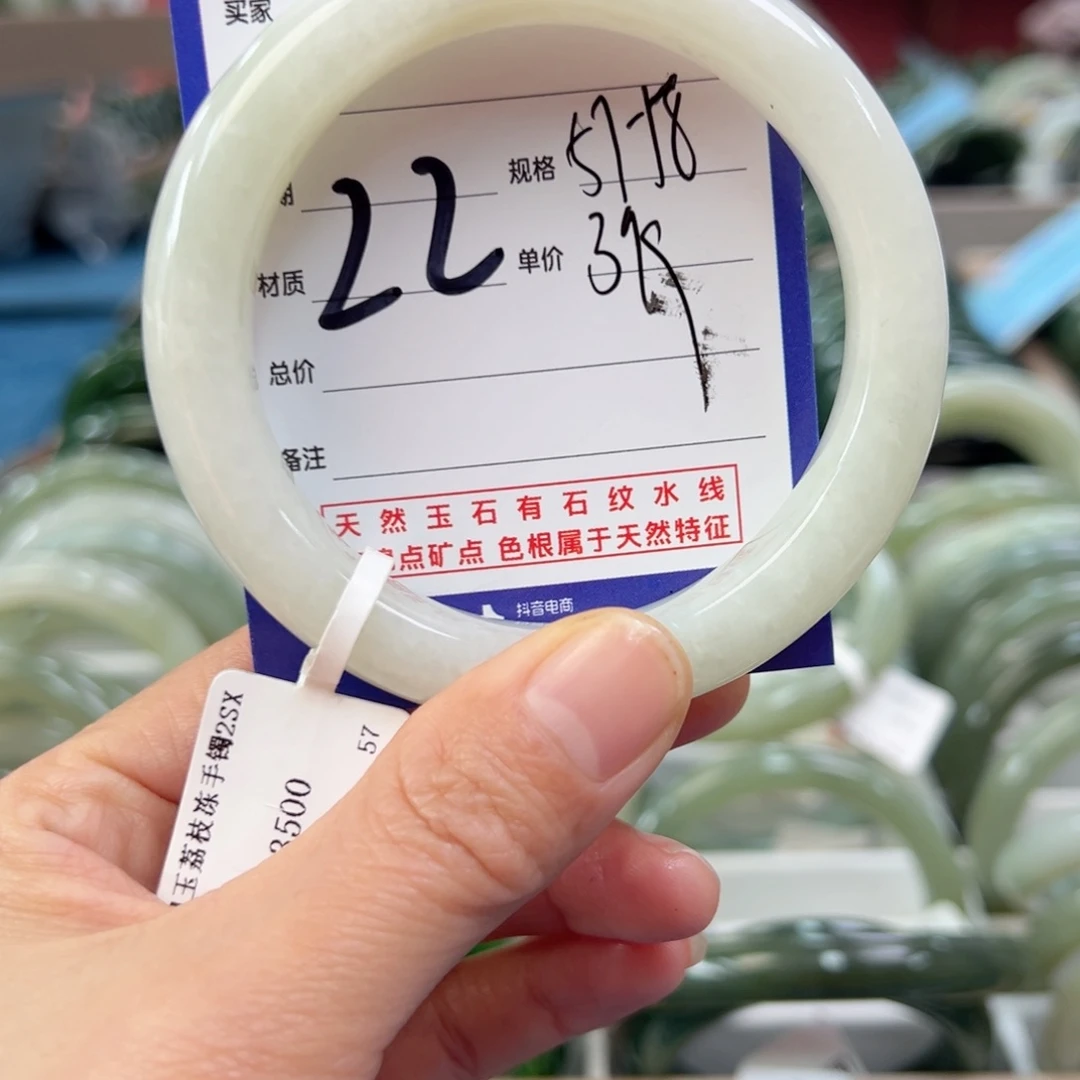 买家
规格 57-58
材质 22
单价
总价
备注
天然玉石有石纹水线
点矿点 色根属于天然特征
抖音电商
玉荔枝冻手镯2SX
3500
57